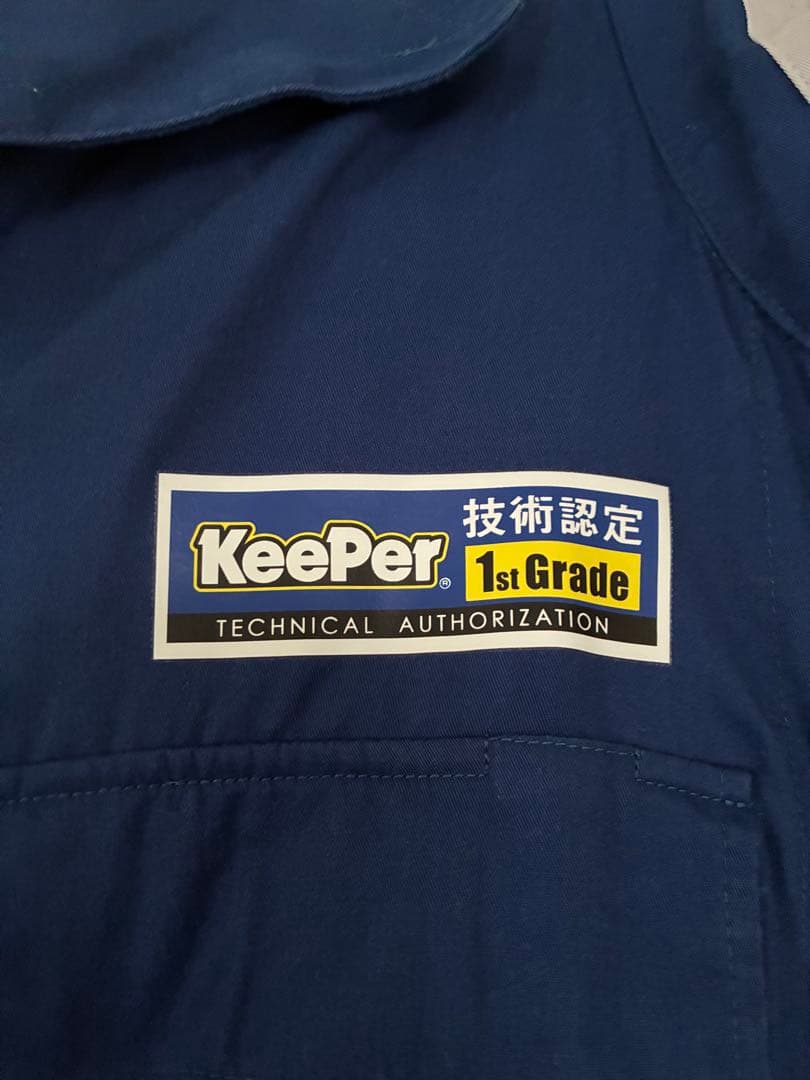 KeePer®
技術認定
1st Grade
TECHNICAL AUTHORIZATION